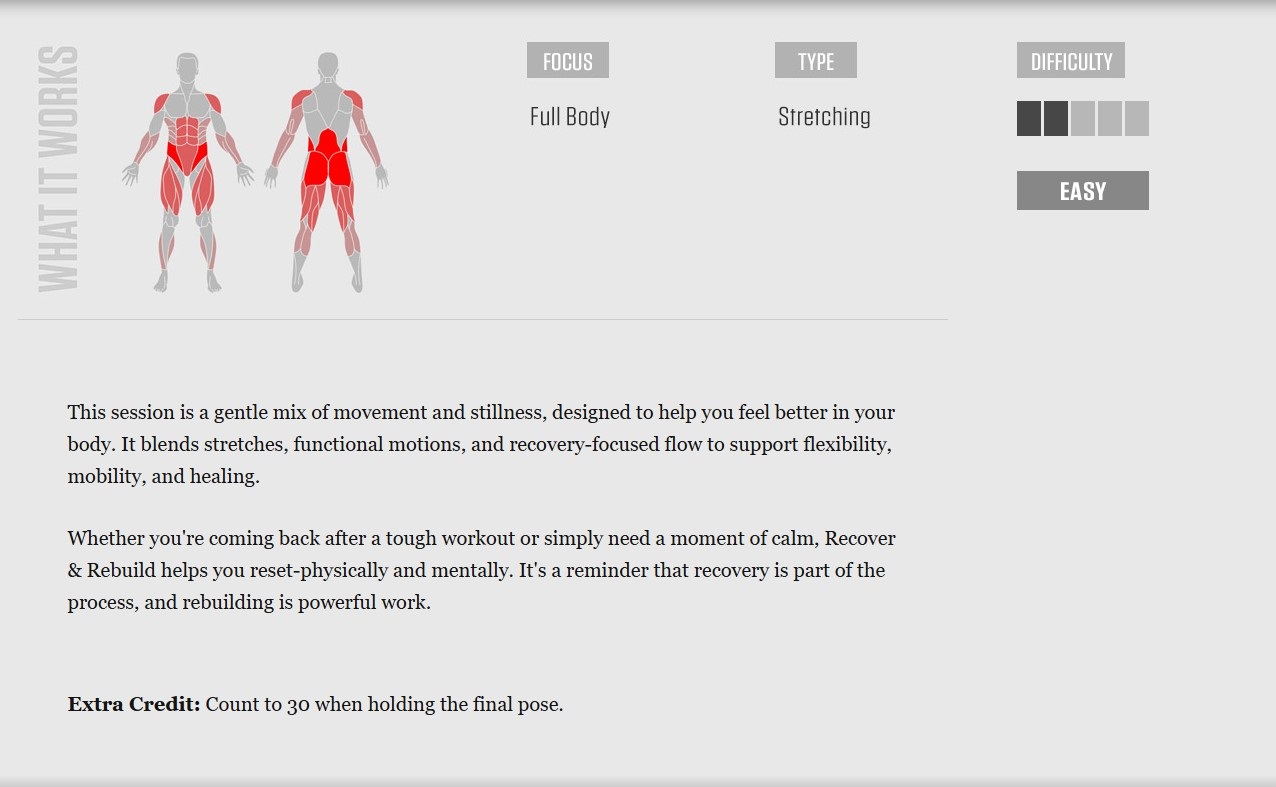 WHAT IT WORKS
FOCUS
Full Body
TYPE
Stretching
DIFFICULTY
EASY
This session is a gentle mix of movement and stillness, designed to help you feel better in your
body. It blends stretches, functional motions, and recovery-focused flow to support flexibility,
mobility, and healing.
Whether you're coming back after a tough workout or simply need a moment of calm, Recover
& Rebuild helps you reset-physically and mentally. It's a reminder that recovery is part of the
process, and rebuilding is powerful work.
Extra Credit: Count to 30 when holding the final pose.